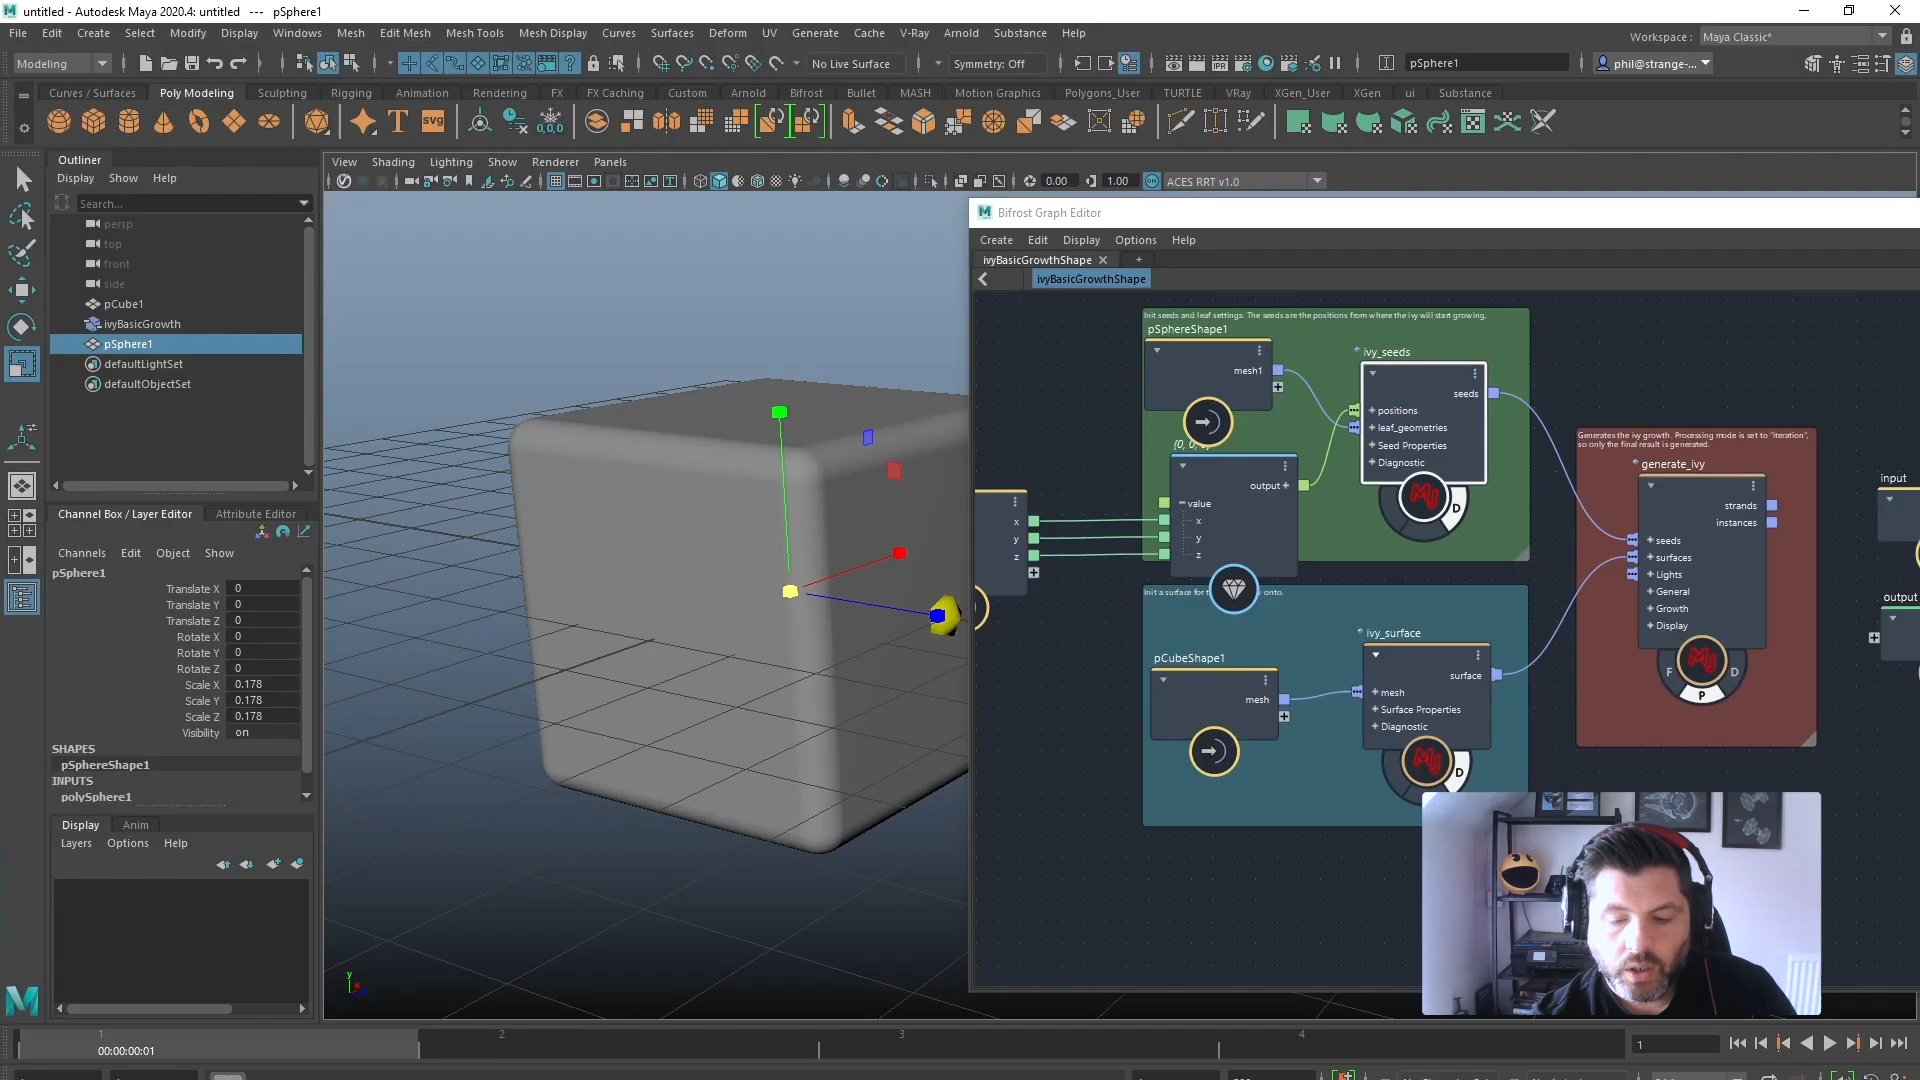 untitled - Autodesk Maya 2020.4: untitled   ---   pSphere1
File Edit Create Select Modify Display Windows Mesh Edit Mesh Mesh Tools Mesh Display Curves Surfaces Deform UV Generate Cache V-Ray Arnold Substance Help
Workspace : Maya Classic*
Modeling No Live Surface Symmetry: Off pSphere1 phil@strange-...
Curves / Surfaces Poly Modeling Sculpting Rigging Animation Rendering FX FX Caching Custom Arnold Bifrost Bullet MASH Motion Graphics Polygons_User TURTLE VRay XGen_User XGen ui Substance
T svg 0,0,0
Outliner
Display Show Help
Search...
persp
top
front
side
pCube1
ivyBasicGrowth
pSphere1
defaultLightSet
defaultObjectSet
Channel Box / Layer Editor Attribute Editor
Channels Edit Object Show
pSphere1
Translate X 0
Translate Y 0
Translate Z 0
Rotate X 0
Rotate Y 0
Rotate Z 0
Scale X 0.178
Scale Y 0.178
Scale Z 0.178
Visibility on
SHAPES
pSphereShape1
INPUTS
polySphere1
Display Anim
Layers Options Help
View Shading Lighting Show Renderer Panels
0.00 1.00 ACES RRT v1.0
y
Bifrost Graph Editor
Create Edit Display Options Help
ivyBasicGrowthShape
ivyBasicGrowthShape
Init seeds and leaf settings. The seeds are the positions from where the ivy will start growing.
pSphereShape1
mesh1
ivy_seeds
seeds
positions
leaf_geometries
Seed Properties
Diagnostic
MJ D
output
value
x
y
z
x
y
z
pCubeShape1
mesh
ivy_surface
surface
mesh
Surface Properties
Diagnostic
MJ D
Generates the ivy growth. Processing mode is set to "iteration",
so only the final result is generated.
generate_ivy
strands
instances
seeds
surfaces
Lights
General
Growth
Display
F MJ D
P
input
output
1 2 3 4
00:00:00:01
1